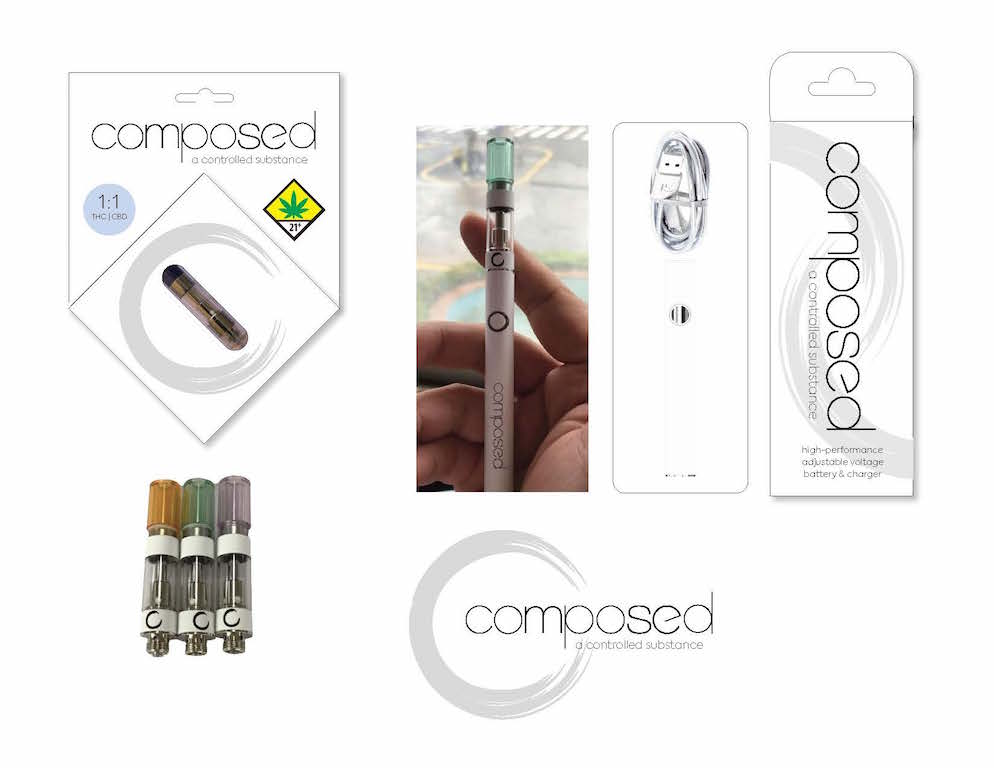 composed
a controlled substance
1:1
THC | CBD
21+
composed
composed
a controlled substance
high-performance
adjustable voltage
battery & charger
composed
a controlled substance